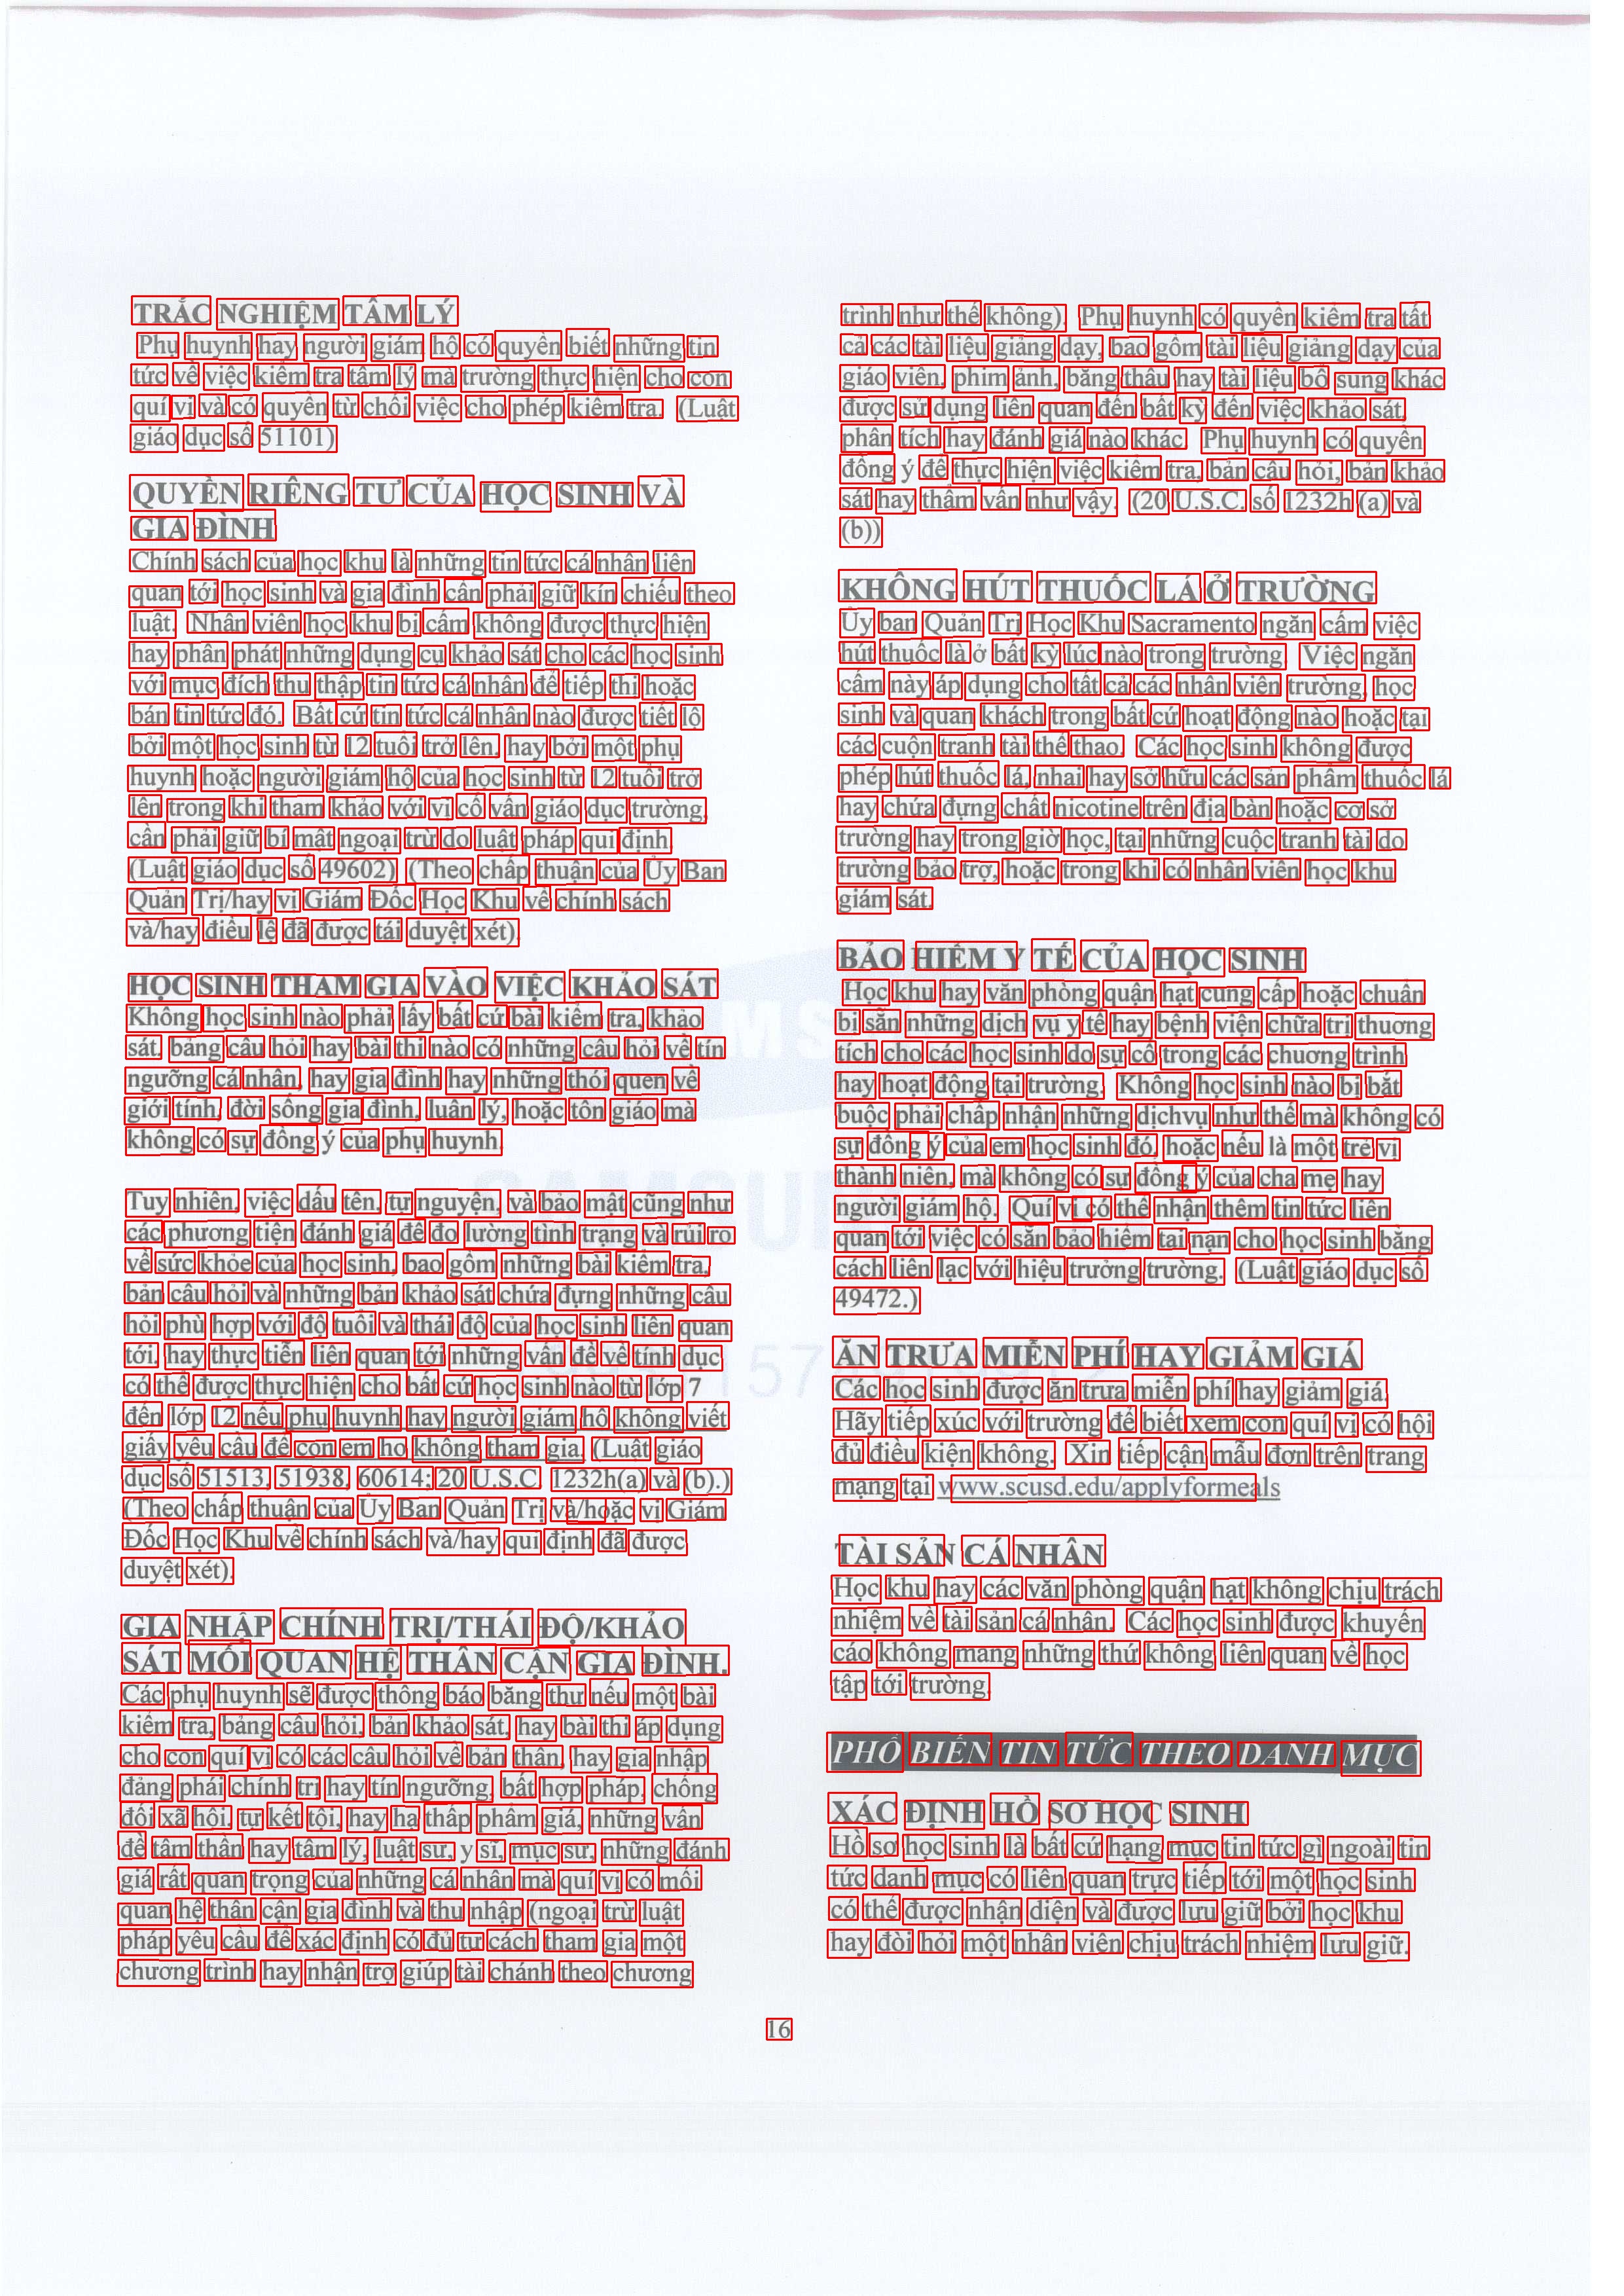 TRẮC NGHIỆM TÂM LÝ
Phụ huynh hay người giám hộ có quyền biết những tin
tức về việc kiểm tra tâm lý mà trường thực hiện cho con
quí vị và có quyền từ chối việc cho phép kiểm tra. (Luật
giáo dục số 51101)
QUYỀN RIÊNG TƯ CỦA HỌC SINH VÀ
GIA ĐÌNH
Chính sách của học khu là những tin tức cá nhân liên
quan tới học sinh và gia đình cần phải giữ kín chiếu theo
luật. Nhân viên học khu bị cấm không được thực hiện
hay phân phát những dụng cụ khảo sát cho các học sinh
với mục đích thu thập tin tức cá nhân để tiếp thị hoặc
bán tin tức đó. Bất cứ tin tức cá nhân nào được tiết lộ
bởi một học sinh từ 12 tuổi trở lên, hay bởi một phụ
huynh hoặc người giám hộ của học sinh từ 12 tuổi trở
lên trong khi tham khảo với vị cố vấn giáo dục trường,
cần phải giữ bí mật ngoại trừ do luật pháp qui định.
(Luật giáo dục số 49602) (Theo chấp thuận của Ủy Ban
Quản Trị/hay vị Giám Đốc Học Khu về chính sách
và/hay điều lệ đã được tái duyệt xét).
HỌC SINH THAM GIA VÀO VIỆC KHẢO SÁT
Không học sinh nào phải lấy bất cứ bài kiểm tra, khảo
sát, bảng câu hỏi hay bài thi nào có những câu hỏi về tín
ngưỡng cá nhân, hay gia đình hay những thói quen về
giới tính, đời sống gia đình, luân lý, hoặc tôn giáo mà
không có sự đồng ý của phụ huynh.
Tuy nhiên, việc dấu tên, tự nguyện, và bảo mật cũng như
các phương tiện đánh giá để đo lường tình trạng và rủi ro
về sức khỏe của học sinh, bao gồm những bài kiểm tra,
bản câu hỏi và những bản khảo sát chứa đựng những câu
hỏi phù hợp với độ tuổi và thái độ của học sinh liên quan
tới, hay thực tiễn liên quan tới những vấn đề về tính dục
có thể được thực hiện cho bất cứ học sinh nào từ lớp 7
đến lớp 12 nếu phụ huynh hay người giám hô không viết
giấy yêu cầu để con em họ không tham gia. (Luật giáo
dục số 51513, 51938, 60614; 20 U.S.C. 1232h(a) và (b).)
(Theo chấp thuận của Ủy Ban Quản Trị và/hoặc vị Giám
Đốc Học Khu về chính sách và/hay qui định đã được
duyệt xét).
GIA NHẬP CHÍNH TRỊ/THÁI ĐỘ/KHẢO
SÁT MỐI QUAN HỆ THÂN CẬN GIA ĐÌNH.
Các phụ huynh sẽ được thông báo bằng thư nếu một bài
kiểm tra, bảng câu hỏi, bản khảo sát, hay bài thi áp dụng
cho con quí vị có các câu hỏi về bản thân, hay gia nhập
đảng phái chính trị hay tín ngưỡng, bất hợp pháp, chống
đối xã hội, tự kết tội, hay hạ thấp phẩm giá, những vấn
đề tâm thần hay tâm lý, luật sư, y sĩ, mục sư, những đánh
giá rất quan trọng của những cá nhân mà quí vị có mối
quan hệ thân cận gia đình và thu nhập (ngoại trừ luật
pháp yêu cầu để xác định có đủ tư cách tham gia một
chương trình hay nhận trợ giúp tài chánh theo chương
trình như thế không). Phụ huynh có quyền kiểm tra tất
cả các tài liệu giảng dạy, bao gồm tài liệu giảng dạy của
giáo viên, phim ảnh, băng thâu hay tài liệu bổ sung khác
được sử dụng liên quan đến bất kỳ đến việc khảo sát,
phân tích hay đánh giá nào khác. Phụ huynh có quyền
đồng ý để thực hiện việc kiểm tra, bản câu hỏi, bản khảo
sát hay thẩm vấn như vậy. (20 U.S.C. số 1232h (a) và
(b))
KHÔNG HÚT THUỐC LÁ Ở TRƯỜNG
Ủy ban Quản Trị Học Khu Sacramento ngăn cấm việc
hút thuốc là ở bất kỳ lúc nào trong trường. Việc ngăn
cấm này áp dụng cho tất cả các nhân viên trường, học
sinh và quan khách trong bất cứ hoạt động nào hoặc tại
các cuộn tranh tài thể thao. Các học sinh không được
phép hút thuốc lá, nhai hay sở hữu các sản phẩm thuốc lá
hay chứa đựng chất nicotine trên địa bàn hoặc cơ sở
trường hay trong giờ học, tại những cuộc tranh tài do
trường bảo trợ, hoặc trong khi có nhân viên học khu
giám sát.
BẢO HIỂM Y TẾ CỦA HỌC SINH
Học khu hay văn phòng quận hạt cung cấp hoặc chuẩn
bị sẵn những dịch vụ y tế hay bệnh viện chữa trị thương
tích cho các học sinh do sự cố trong các chương trình
hay hoạt động tại trường. Không học sinh nào bị bắt
buộc phải chấp nhận những dịchvụ như thế mà không có
sự đồng ý của em học sinh đó, hoặc nếu là một trẻ vị
thành niên, mà không có sự đồng ý của cha mẹ hay
người giám hộ. Quí vị có thể nhận thêm tin tức liên
quan tới việc có sẵn bảo hiểm tai nạn cho học sinh bằng
cách liên lạc với hiệu trưởng trường. (Luật giáo dục số
49472.)
ĂN TRƯA MIỄN PHÍ HAY GIẢM GIÁ
Các học sinh được ăn trưa miễn phí hay giảm giá.
Hãy tiếp xúc với trường để biết xem con quí vị có hội
đủ điều kiện không. Xin tiếp cận mẫu đơn trên trang
mạng tại www.scusd.edu/applyformeals
TÀI SẢN CÁ NHÂN
Học khu hay các văn phòng quận hạt không chịu trách
nhiệm về tài sản cá nhân. Các học sinh được khuyến
cáo không mang những thứ không liên quan về học
tập tới trường.
PHỔ BIẾN TIN TỨC THEO DANH MỤC
XÁC ĐỊNH HỒ SƠ HỌC SINH
Hồ sơ học sinh là bất cứ hạng mục tin tức gì ngoài tin
tức danh mục có liên quan trực tiếp tới một học sinh
có thể được nhận diện và được lưu giữ bởi học khu
hay đòi hỏi một nhân viên chịu trách nhiệm lưu giữ.
16